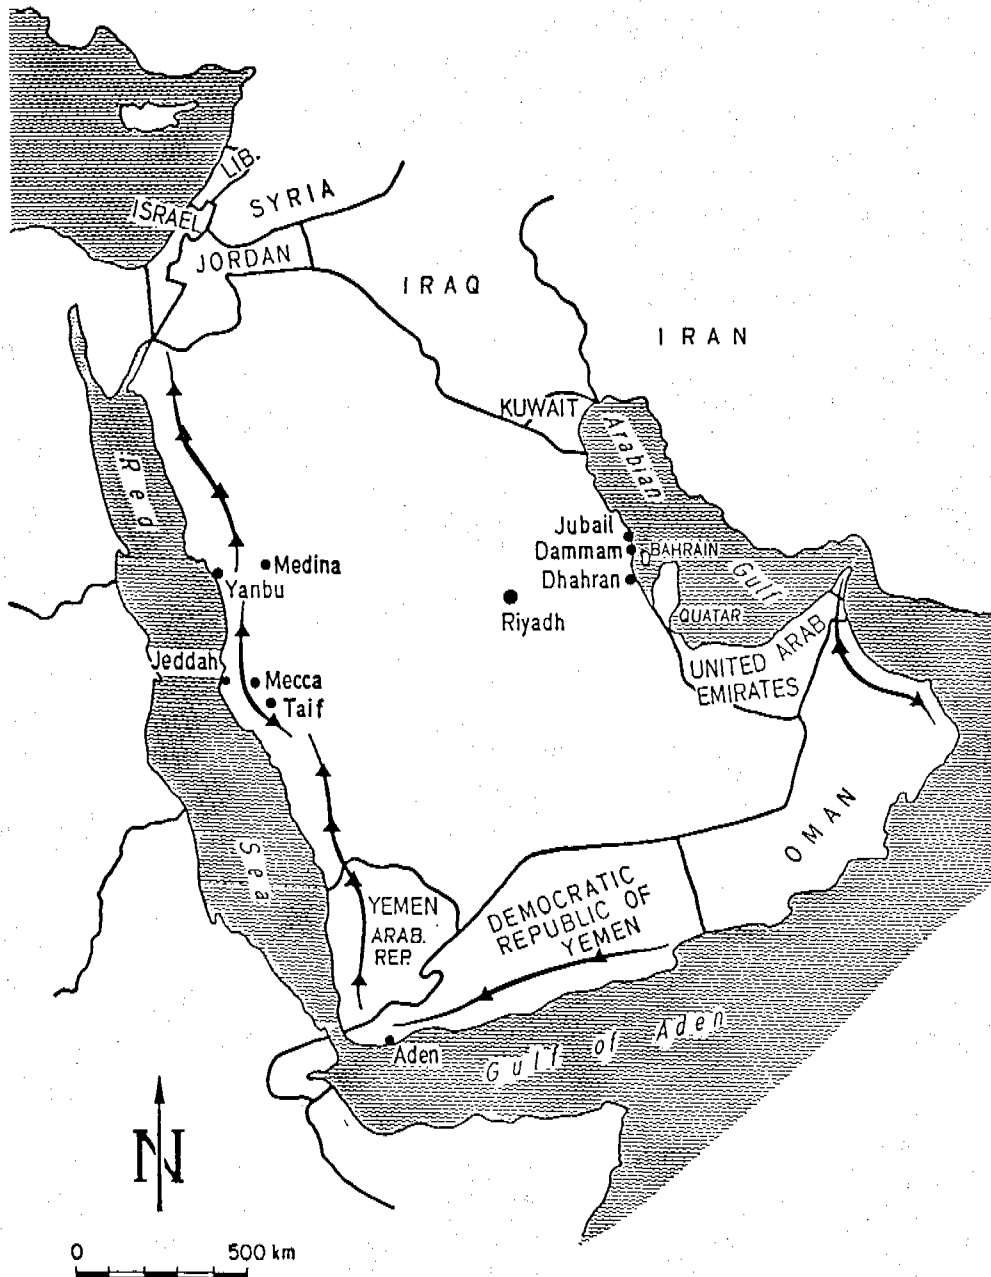 LIB.
SYRIA
ISRAEL
JORDAN
IRAQ
IRAN
KUWAIT
Arabian
Gulf
Red
Sea
Jubail
Dammam
BAHRAIN
Dhahran
Medina
Yanbu
Riyadh
QUATAR
Jeddah
Mecca
Taif
UNITED ARAB
EMIRATES
OMAN
YEMEN
ARAB.
REP.
DEMOCRATIC
REPUBLIC OF
YEMEN
Aden
Gulf of Aden
N
0 500 km